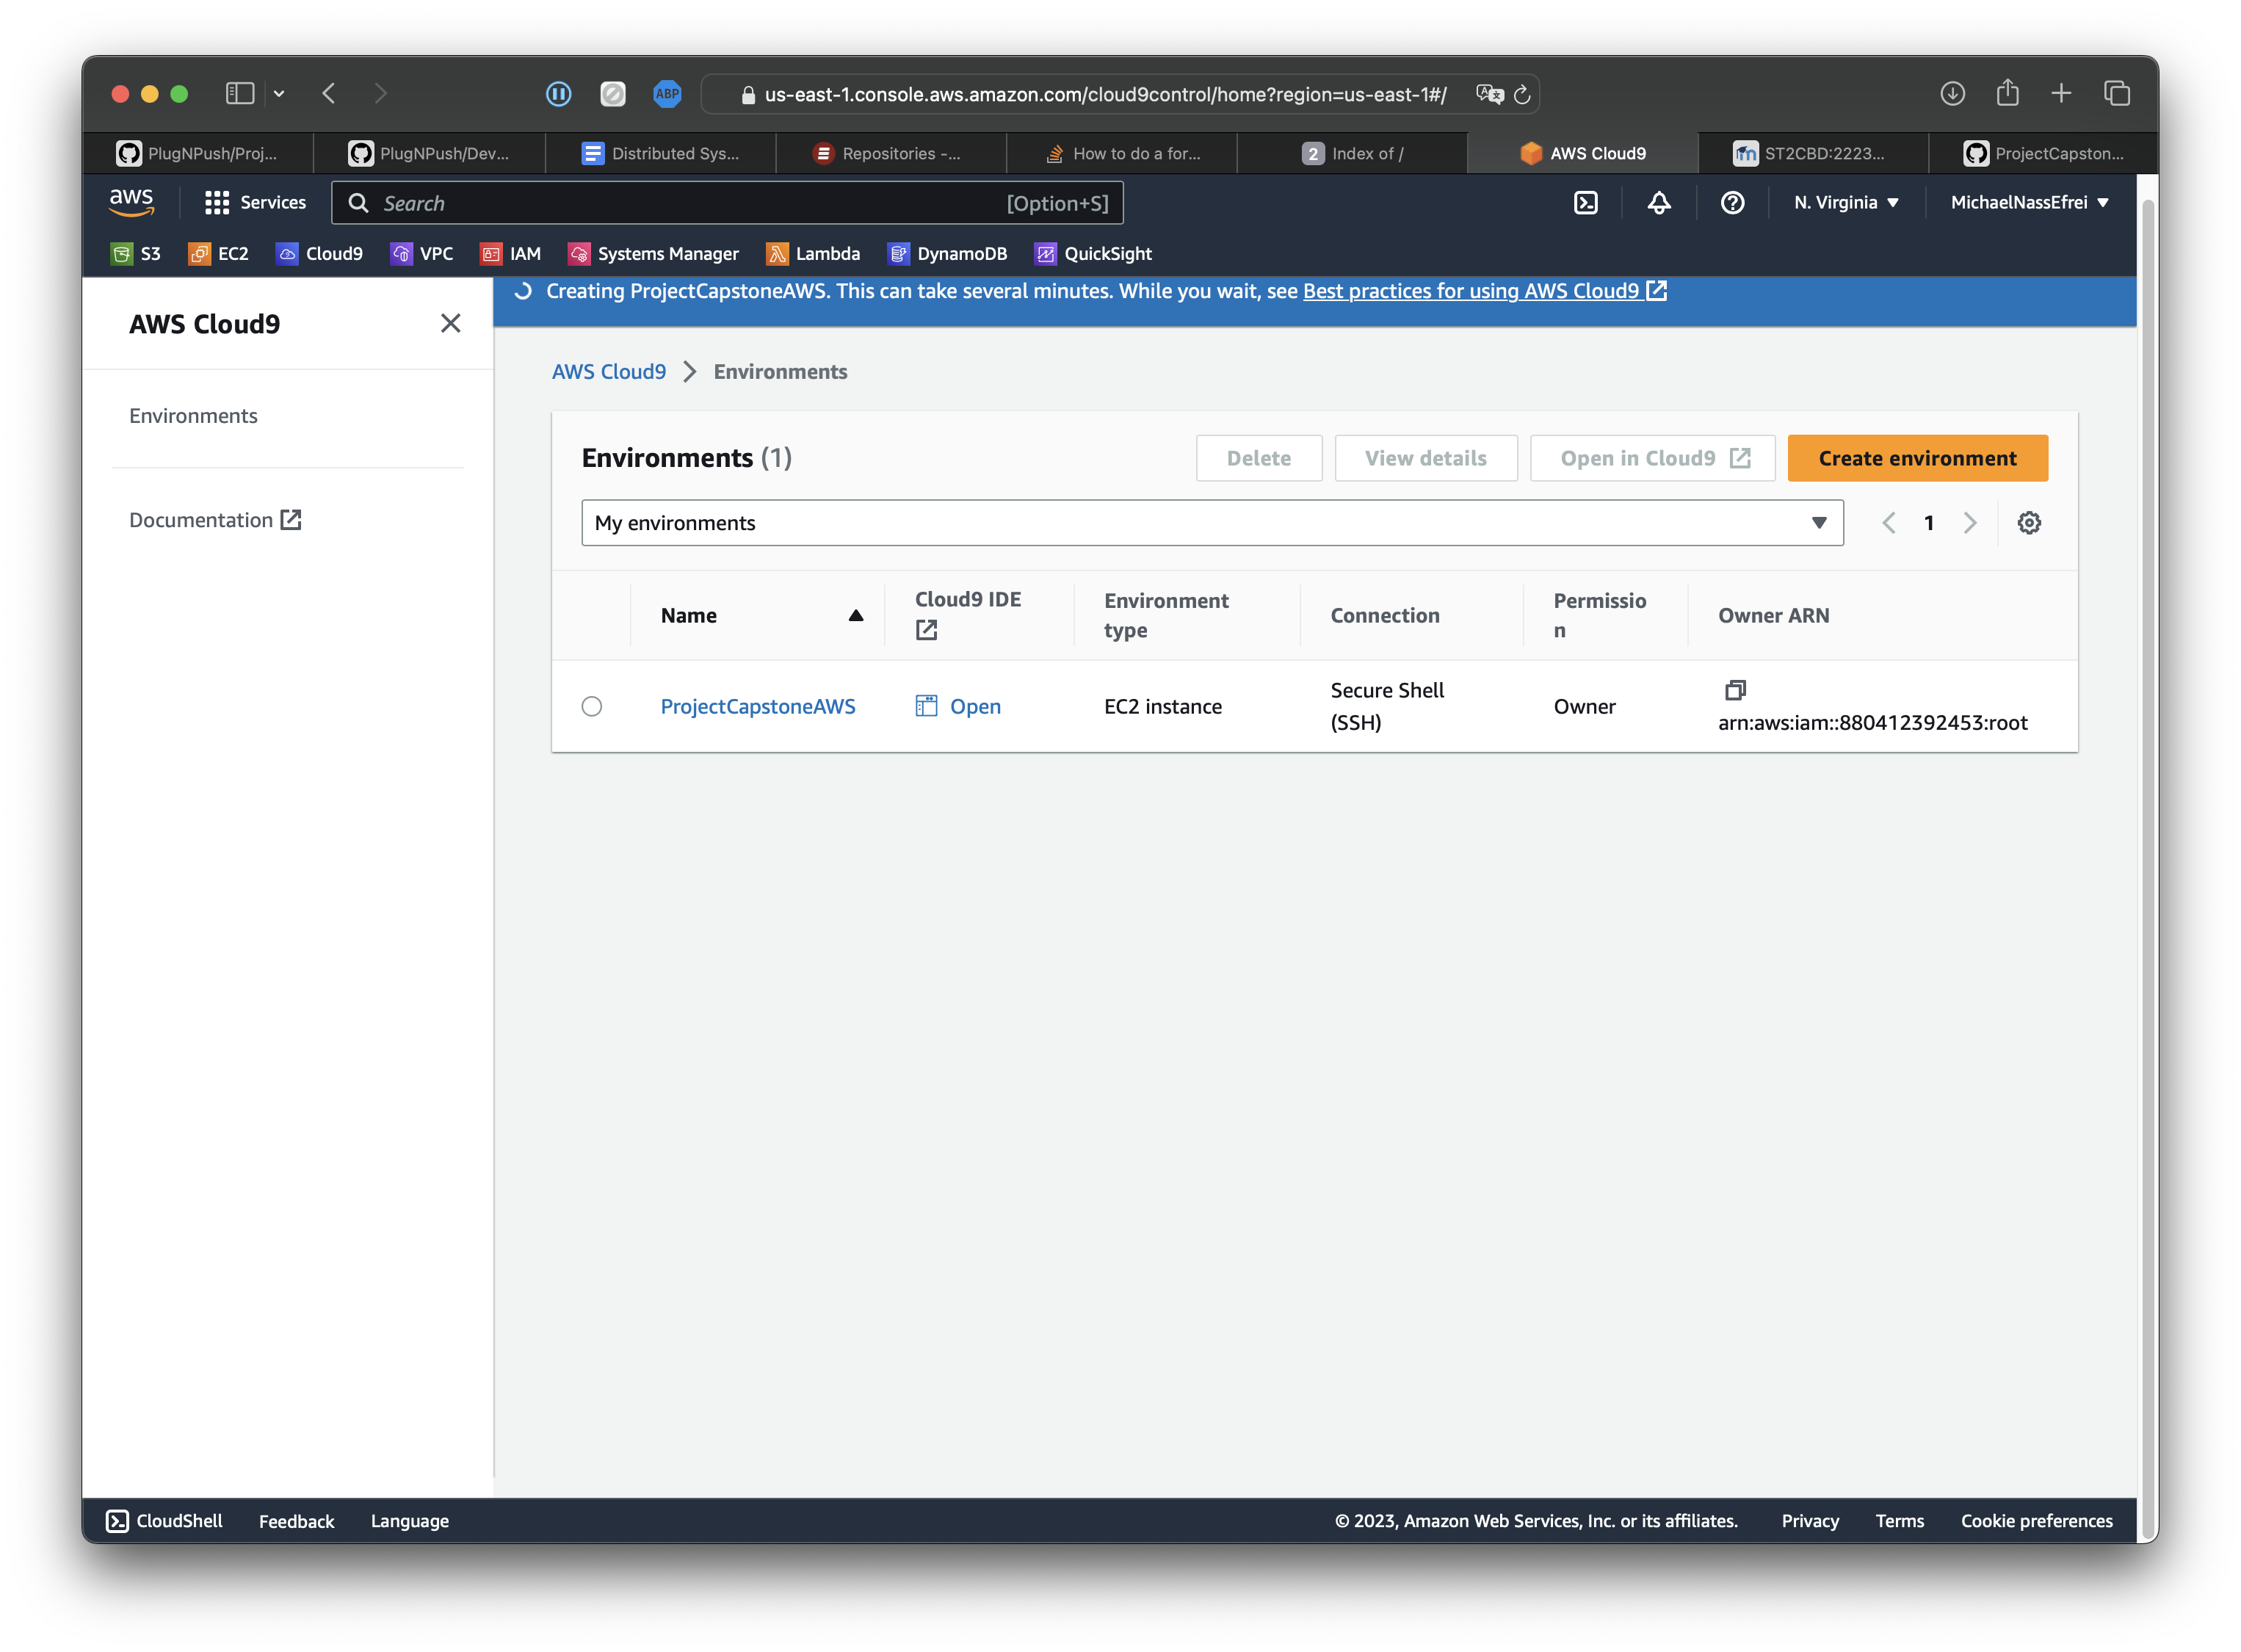 ABP
us-east-1.console.aws.amazon.com/cloud9control/home?region=us-east-1#/
PlugNPush/Proj...
PlugNPush/Dev...
Distributed Sys...
Repositories -...
How to do a for...
2 Index of /
AWS Cloud9
ST2CBD:2223...
ProjectCapston...
aws
Services
Search
[Option+S]
N. Virginia
MichaelNassEfrei
S3
EC2
Cloud9
VPC
IAM
Systems Manager
Lambda
DynamoDB
QuickSight
Creating ProjectCapstoneAWS. This can take several minutes. While you wait, see Best practices for using AWS Cloud9
AWS Cloud9
Environments
Documentation
AWS Cloud9 Environments
Environments (1)
Delete
View details
Open in Cloud9
Create environment
My environments
1
Name
Cloud9 IDE
Environment
type
Connection
Permissio
n
Owner ARN
ProjectCapstoneAWS
Open
EC2 instance
Secure Shell
(SSH)
Owner
arn:aws:iam::880412392453:root
CloudShell
Feedback
Language
© 2023, Amazon Web Services, Inc. or its affiliates.
Privacy
Terms
Cookie preferences